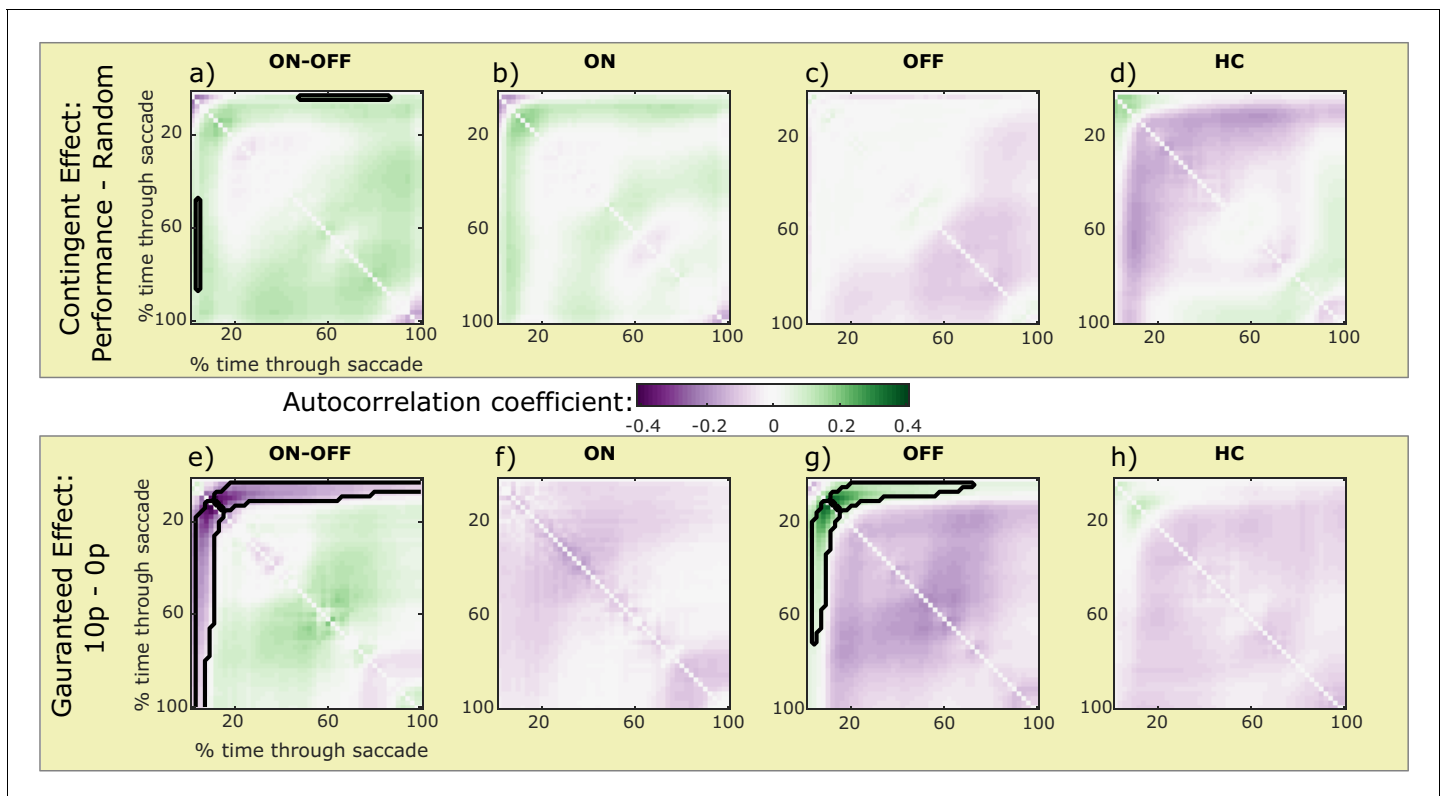 Contingent Effect:
Performance - Random
a)
ON-OFF
b)
ON
c)
OFF
d)
HC
% time through saccade
20
60
100
20
60
100
% time through saccade
20
60
100
20
60
100
20
60
100
20
60
100
20
60
100
20
60
100
Autocorrelation coefficient:
-0.4 -0.2 0 0.2 0.4
Gauranteed Effect:
10p - 0p
e)
ON-OFF
f)
ON
g)
OFF
h)
HC
% time through saccade
20
60
100
20
60
100
% time through saccade
20
60
100
20
60
100
20
60
100
20
60
100
20
60
100
20
60
100